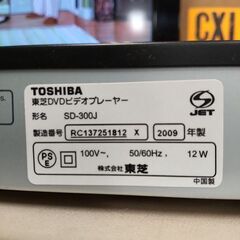 CXL
TOSHIBA
東芝DVDビデオプレーヤー
形名 SD-300J
製造番号 RC137251812 X 2009 年製
JET
PS E 100V~, 50/60Hz, 12W
株式会社 東芝
中国製